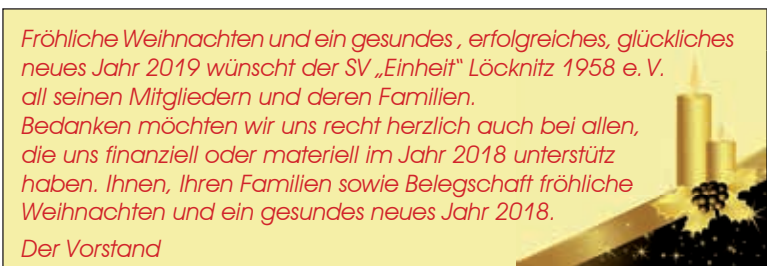 Fröhliche Weihnachten und ein gesundes , erfolgreiches, glückliches
neues Jahr 2019 wünscht der SV „Einheit“ Löcknitz 1958 e. V.
all seinen Mitgliedern und deren Familien.
Bedanken möchten wir uns recht herzlich auch bei allen,
die uns finanziell oder materiell im Jahr 2018 unterstütz
haben. Ihnen, Ihren Familien sowie Belegschaft fröhliche
Weihnachten und ein gesundes neues Jahr 2018.
Der Vorstand